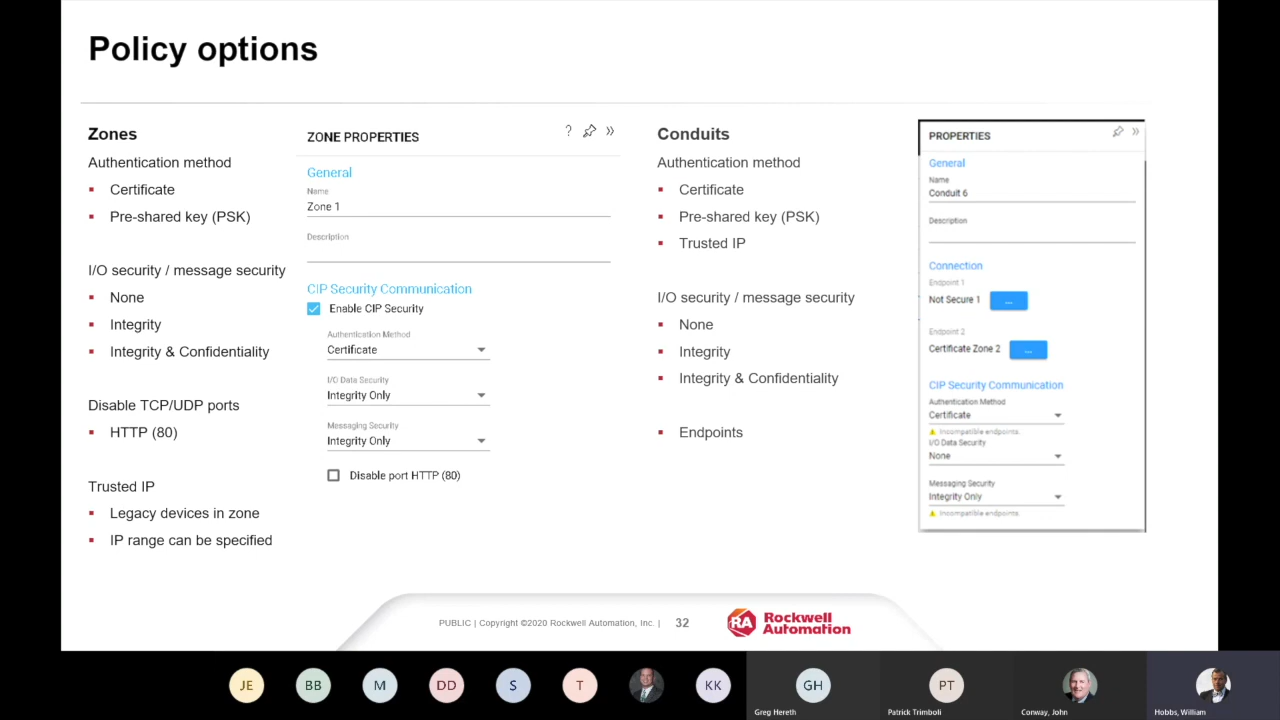 Policy options
Zones
Authentication method
Certificate
Pre-shared key (PSK)
I/O security / message security
None
Integrity
Integrity & Confidentiality
Disable TCP/UDP ports
HTTP (80)
Trusted IP
Legacy devices in zone
IP range can be specified
ZONE PROPERTIES
?
General
Name
Zone 1
Description
CIP Security Communication
Enable CIP Security
Authentication Method
Certificate
I/O Data Security
Integrity Only
Messaging Security
Integrity Only
Disable port HTTP (80)
Conduits
Authentication method
Certificate
Pre-shared key (PSK)
Trusted IP
I/O security / message security
None
Integrity
Integrity & Confidentiality
Endpoints
PROPERTIES
General
Name
Conduit 6
Description
Connection
Endpoint 1
Not Secure 1 ...
Endpoint 2
Certificate Zone 2 ...
CIP Security Communication
Authentication Method
Certificate
Incompatible endpoints.
I/O Data Security
None
Messaging Security
Integrity Only
Incompatible endpoints.
PUBLIC | Copyright ©2020 Rockwell Automation, Inc. | 32
RA Rockwell
Automation
JE BB M DD S T KK GH PT
Greg Hereth Patrick Trimboli Conway, John Hobbs, William